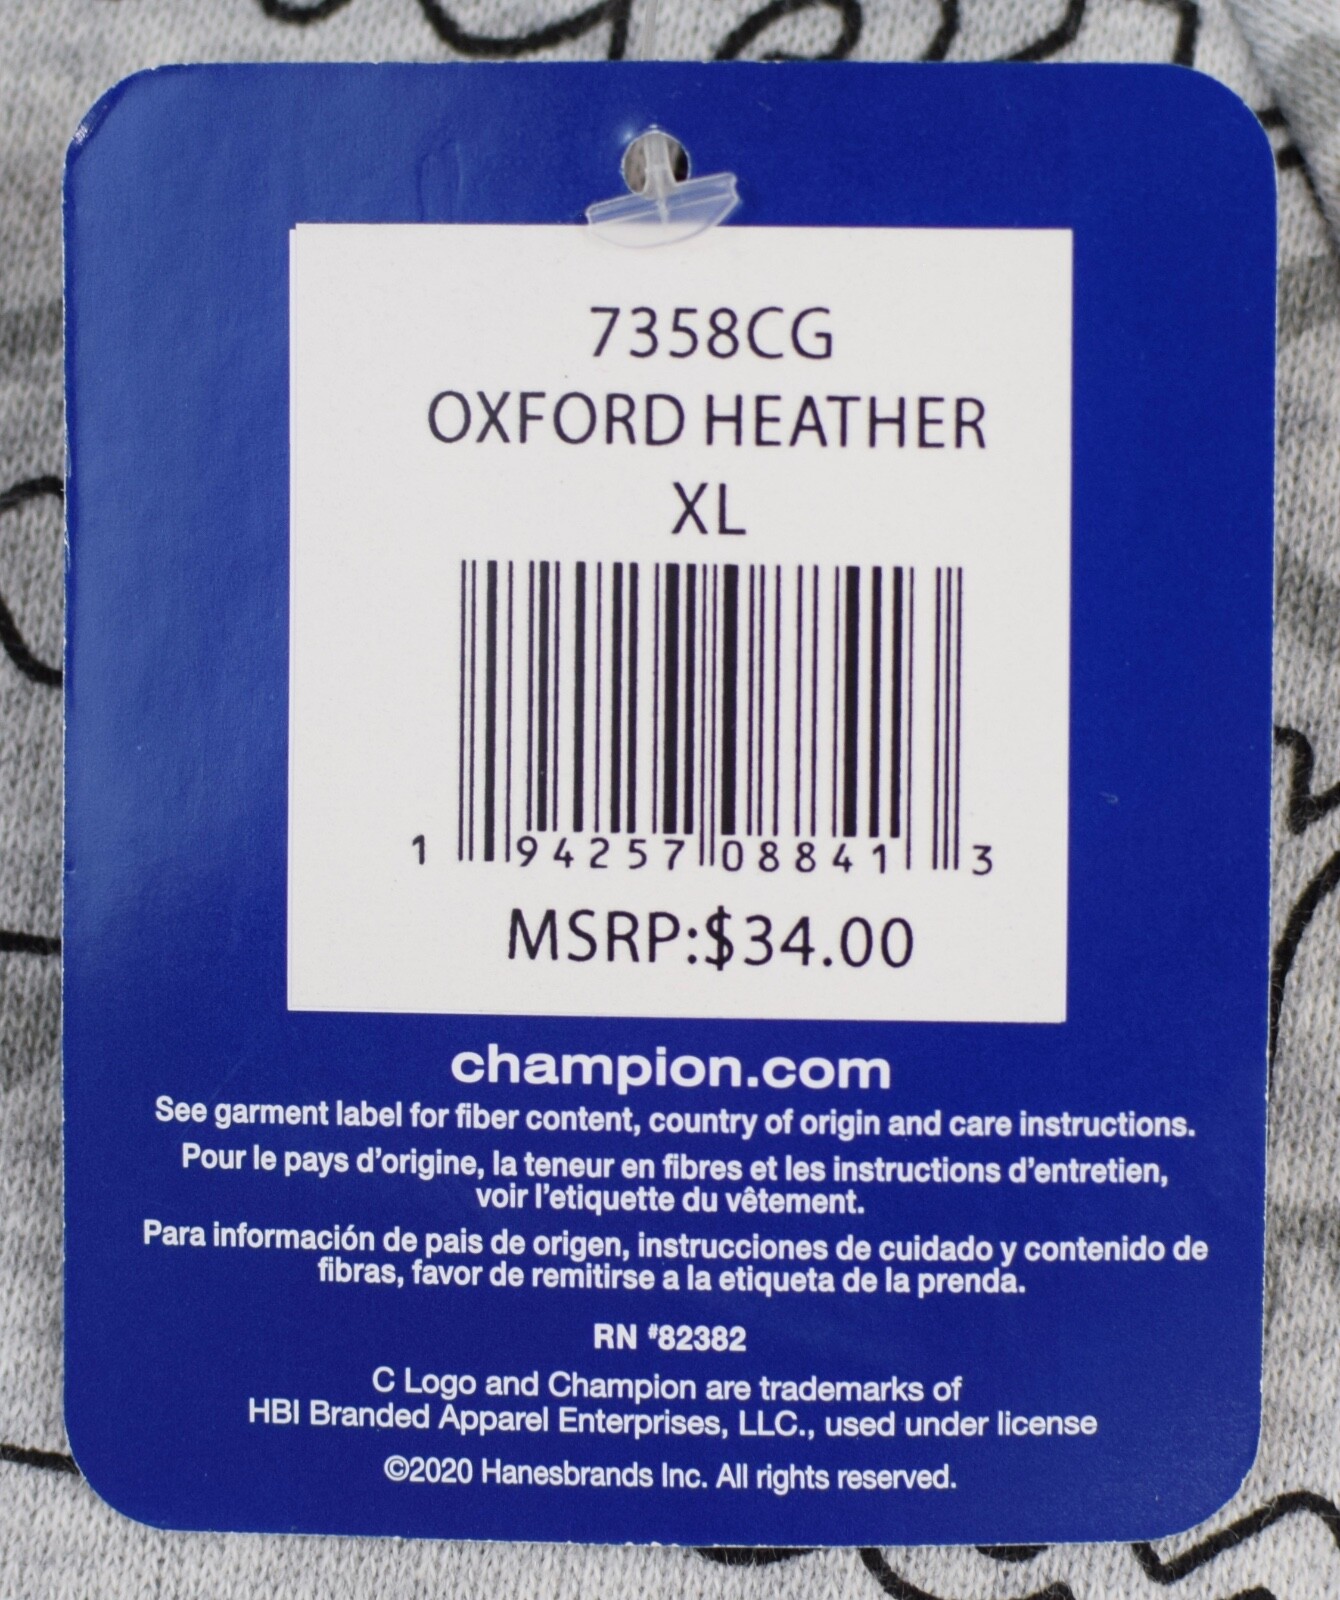 7358CG
OXFORD HEATHER
XL
1 94257 08841 3
MSRP:$34.00
champion.com
See garment label for fiber content, country of origin and care instructions.
Pour le pays d'origine, la teneur en fibres et les instructions d'entretien,
voir l'etiquette du vêtement.
Para información de pais de origen, instrucciones de cuidado y contenido de
fibras, favor de remitirse a la etiqueta de la prenda.
RN #82382
C Logo and Champion are trademarks of
HBI Branded Apparel Enterprises, LLC., used under license
©2020 Hanesbrands Inc. All rights reserved.